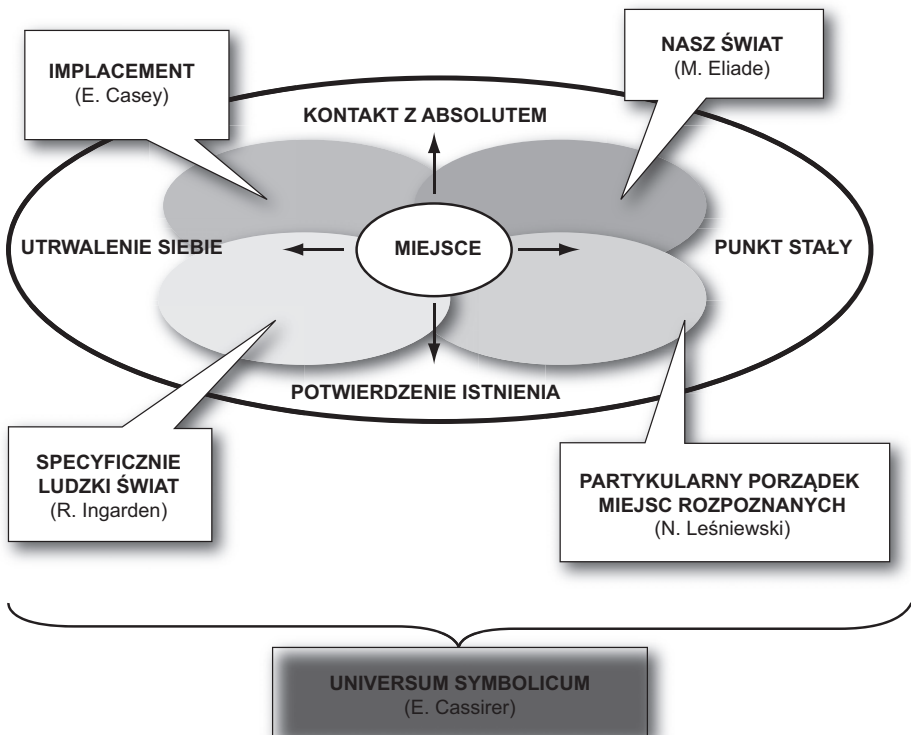 IMPLACEMENT
(E. Casey)
NASZ ŚWIAT
(M. Eliade)
KONTAKT Z ABSOLUTEM
UTRWALENIE SIEBIE
MIEJSCE
PUNKT STAŁY
POTWIERDZENIE ISTNIENIA
SPECYFICZNIE
LUDZKI ŚWIAT
(R. Ingarden)
PARTYKULARNY PORZĄDEK
MIEJSC ROZPOZNANYCH
(N. Leśniewski)
UNIVERSUM SYMBOLICUM
(E. Cassirer)